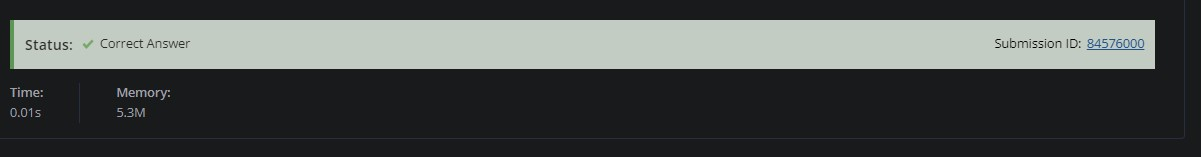 Status: ✔ Correct Answer Submission ID: 84576000
Time: Memory:
0.01s 5.3M